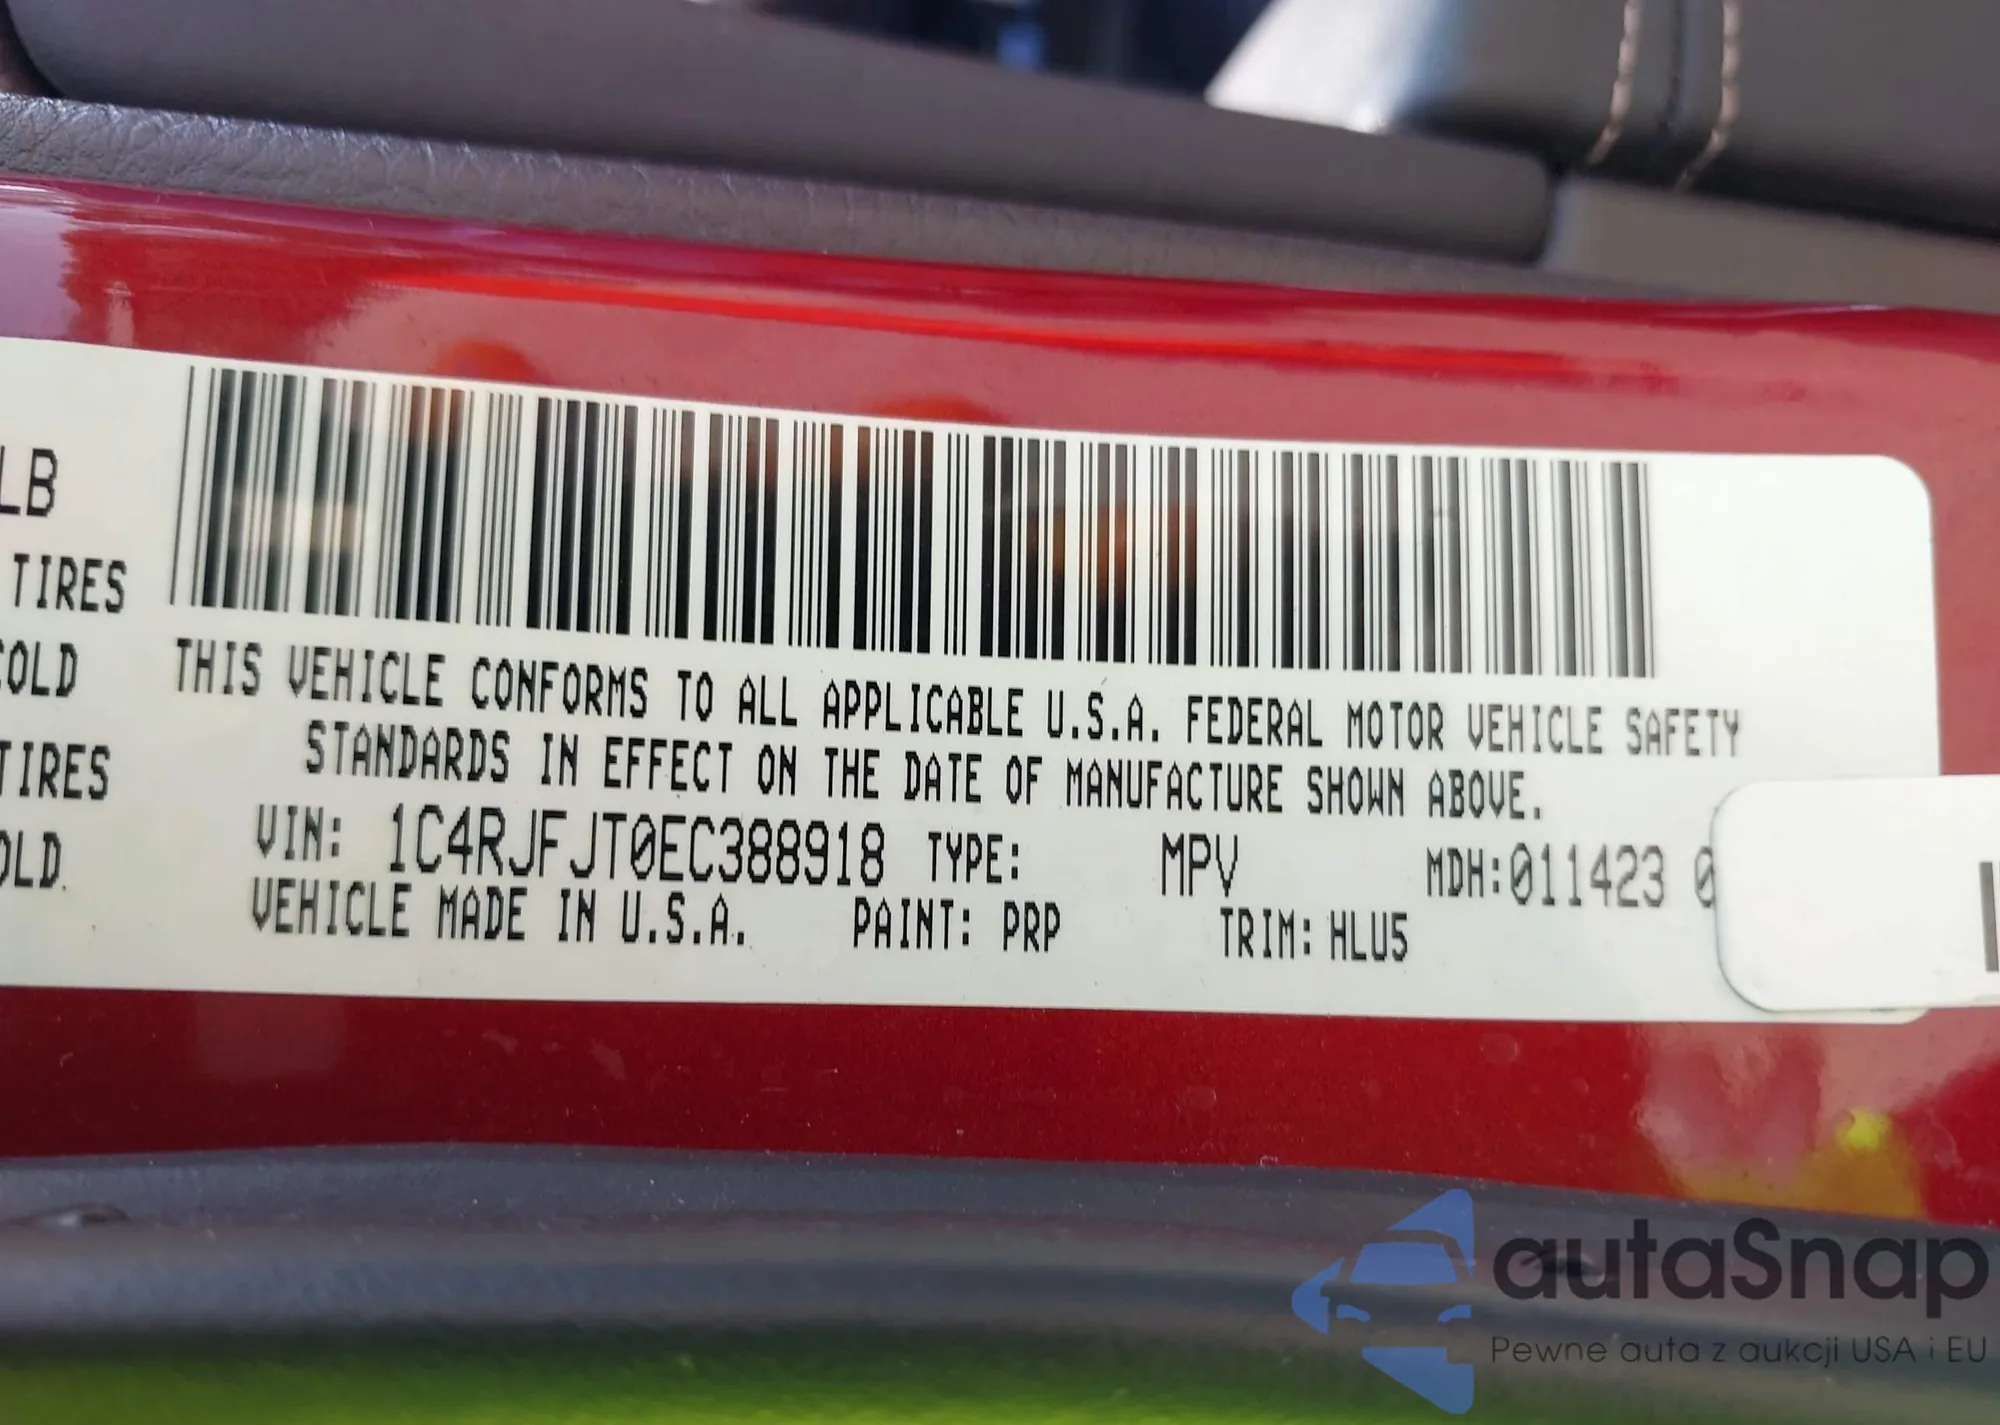 LB
TIRES
COLD
TIRES
OLD.
THIS VEHICLE CONFORMS TO ALL APPLICABLE U.S.A. FEDERAL MOTOR VEHICLE SAFETY
STANDARDS IN EFFECT ON THE DATE OF MANUFACTURE SHOWN ABOVE.
VIN: 1C4RJFJT0EC388918 TYPE: MPV MDH:011423 0
VEHICLE MADE IN U.S.A. PAINT: PRP TRIM: HLU5
autaSnap
Pewne auta z aukcji USA i EU